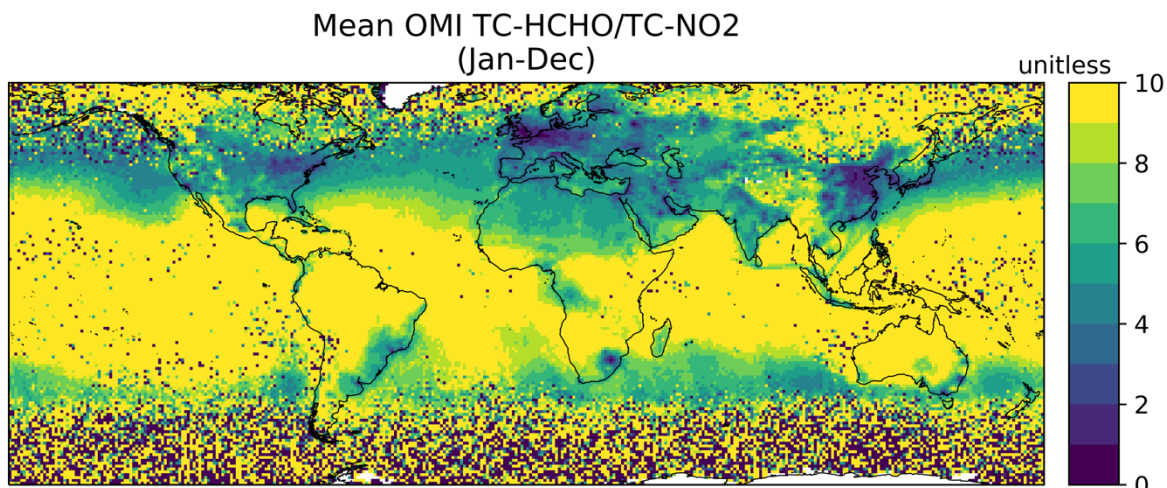 Mean OMI TC-HCHO/TC-NO2
(Jan-Dec)
unitless
10
8
6
4
2
0